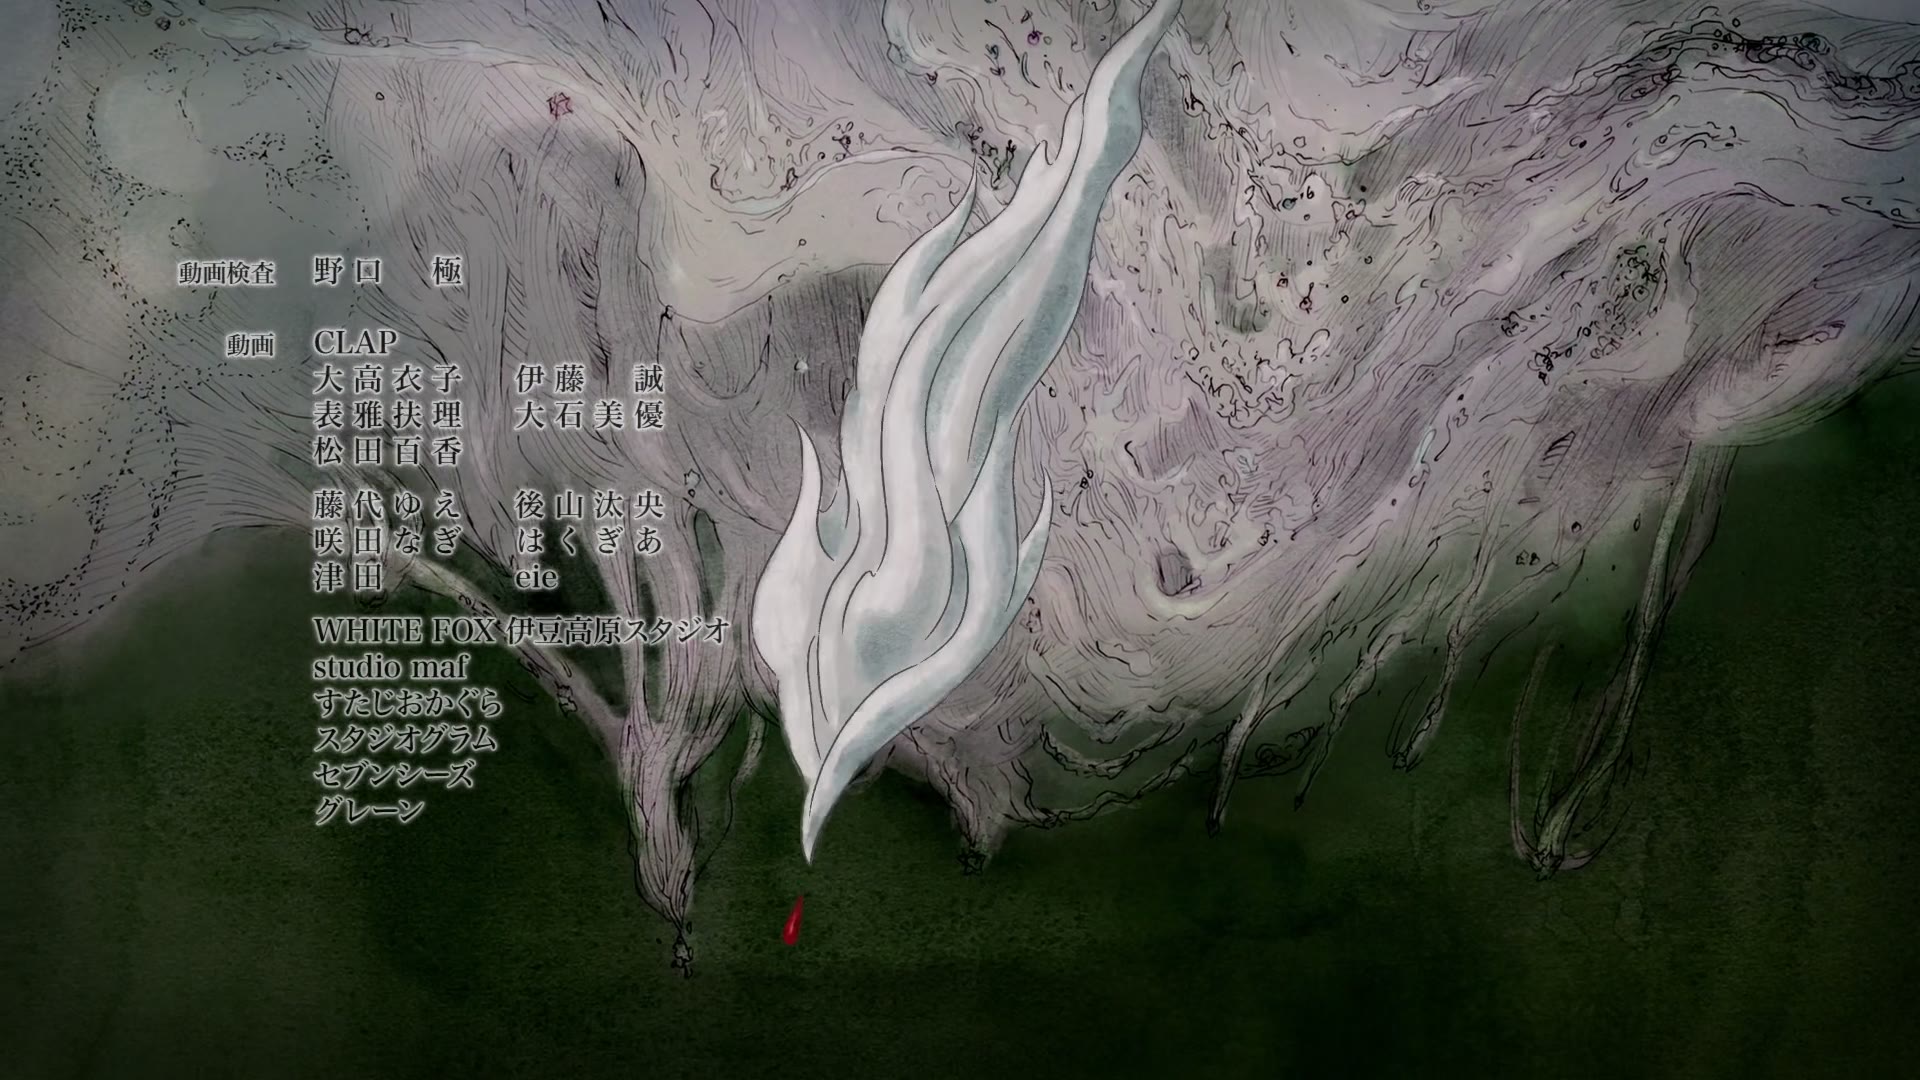 動画検査 野口 極
動画 CLAP
大高衣子 伊藤 誠
表雅扶理 大石美優
松田百香
藤代ゆえ 後山汰央
咲田なぎ はくぎあ
津田 eie
WHITE FOX 伊豆高原スタジオ
studio maf
すたじおかぐら
スタジオグラム
セブンシーズ
グレーン